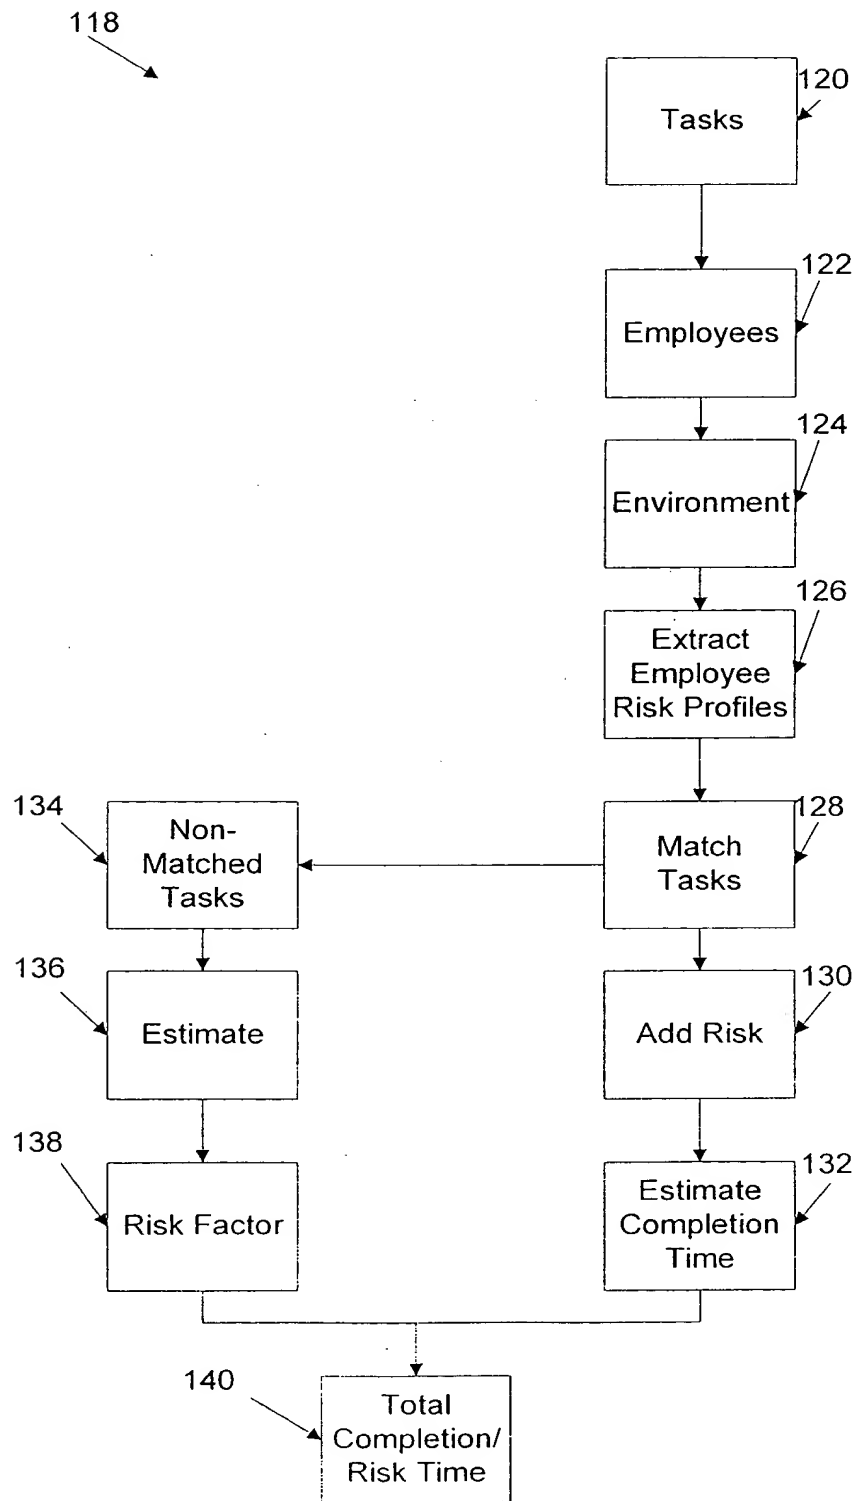 118
120
Tasks
122
Employees
124
Environment
126
Extract
Employee
Risk Profiles
134
Non-
Matched
Tasks
128
Match
Tasks
136
Estimate
130
Add Risk
138
Risk Factor
132
Estimate
Completion
Time
140
Total
Completion/
Risk Time